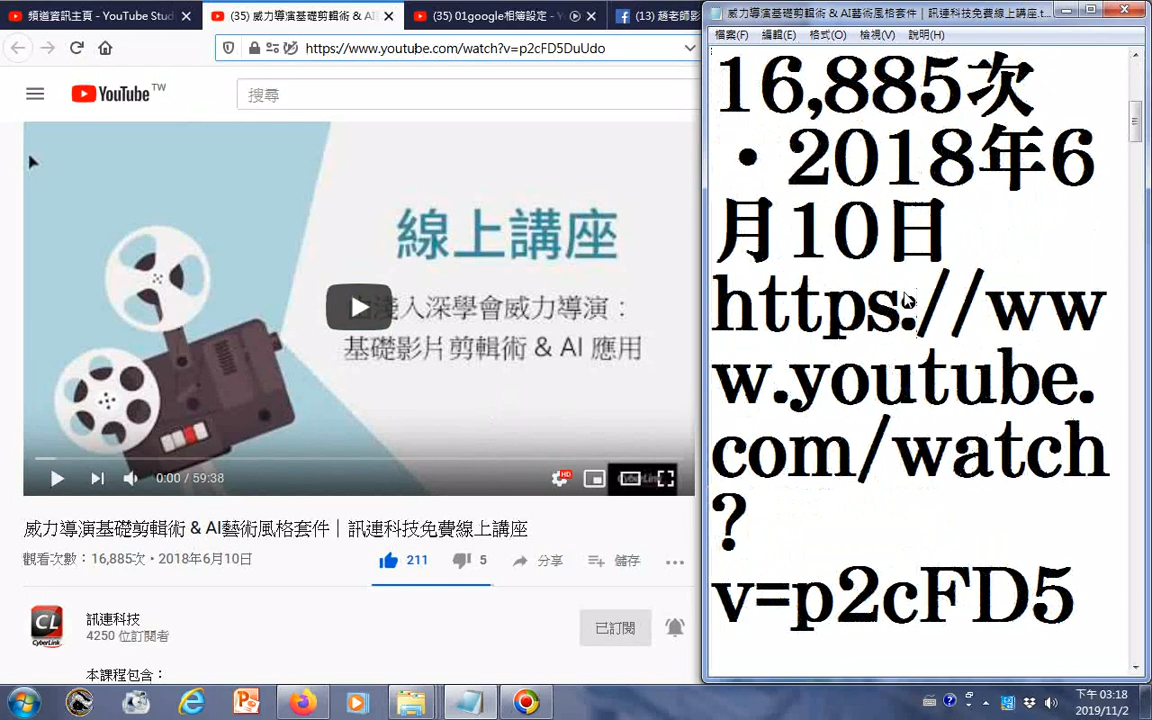 (35) YouTube - YouTube Stud
(35) 威力導演基礎剪輯術 & AI
(35) 01google相簿設定 - Y
(13) 趙老師影
https://www.youtube.com/watch?v=p2cFD5DuUdo
YouTube TW
搜尋
線上講座
由淺入深學會威力導演：
基礎影片剪輯術 & AI 應用
0:00 / 59:38
HD
威力導演基礎剪輯術 & AI藝術風格套件｜訊連科技免費線上講座
觀看次數：16,885次・2018年6月10日
211
5
分享
儲存
CL
CyberLink
訊連科技
4250 位訂閱者
已訂閱
本課程包含：
威力導演基礎剪輯術 & AI藝術風格套件｜訊連科技免費線上講座.t...
檔案(F) 編輯(E) 格式(O) 檢視(V) 說明(H)
16,885次
・2018年6
月10日
https://ww
w.youtube.
com/watch
?
v=p2cFD5
下午 03:18
2019/11/2